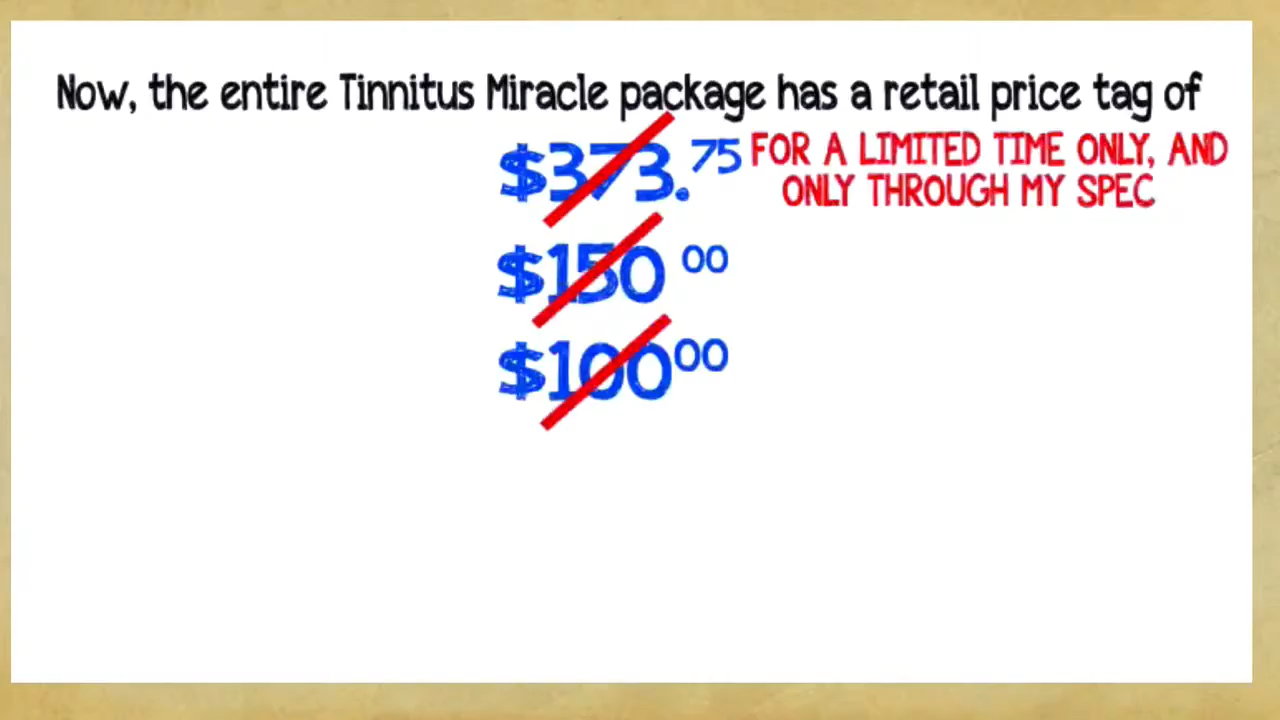 Now, the entire Tinnitus Miracle package has a retail price tag of
$373.75
FOR A LIMITED TIME ONLY, AND
ONLY THROUGH MY SPEC
$150 00
$100 00